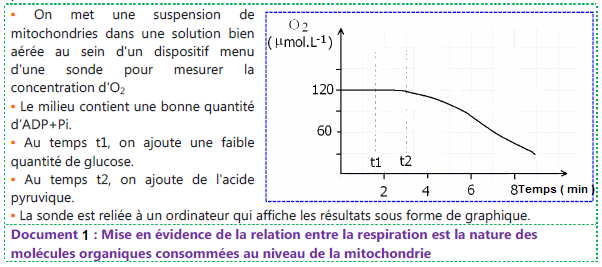 ▪ On met une suspension de
mitochondries dans une solution bien
aérée au sein d'un dispositif menu
d'une sonde pour mesurer la
concentration d'O2
▪ Le milieu contient une bonne quantité
d'ADP+Pi.
▪ Au temps t1, on ajoute une faible
quantité de glucose.
▪ Au temps t2, on ajoute de l'acide
pyruvique.
▪ La sonde est reliée à un ordinateur qui affiche les résultats sous forme de graphique.
O2
(μmol.L-1)
120
60
t1 t2
2 4 6 8 Temps ( min )
Document 1 : Mise en évidence de la relation entre la respiration est la nature des
molécules organiques consommées au niveau de la mitochondrie